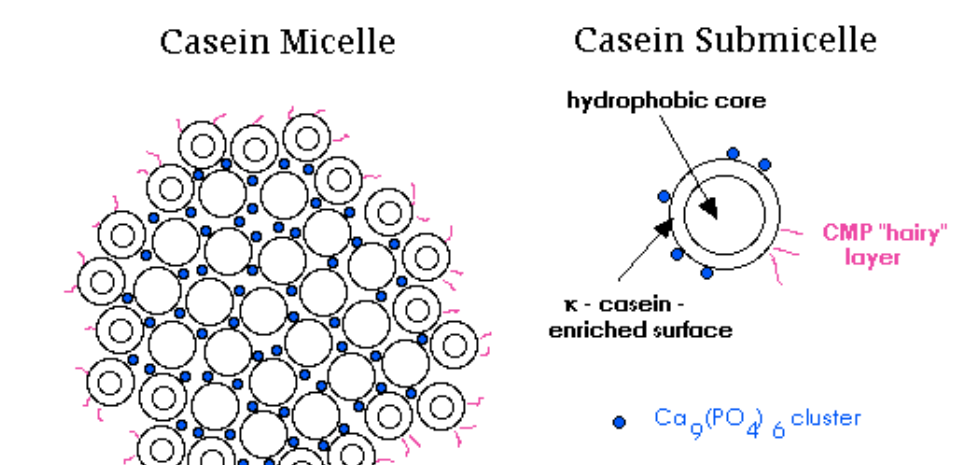 Casein Micelle
Casein Submicelle
hydrophobic core
CMP "hairy"
layer
κ - casein -
enriched surface
Ca9(PO4)6 cluster